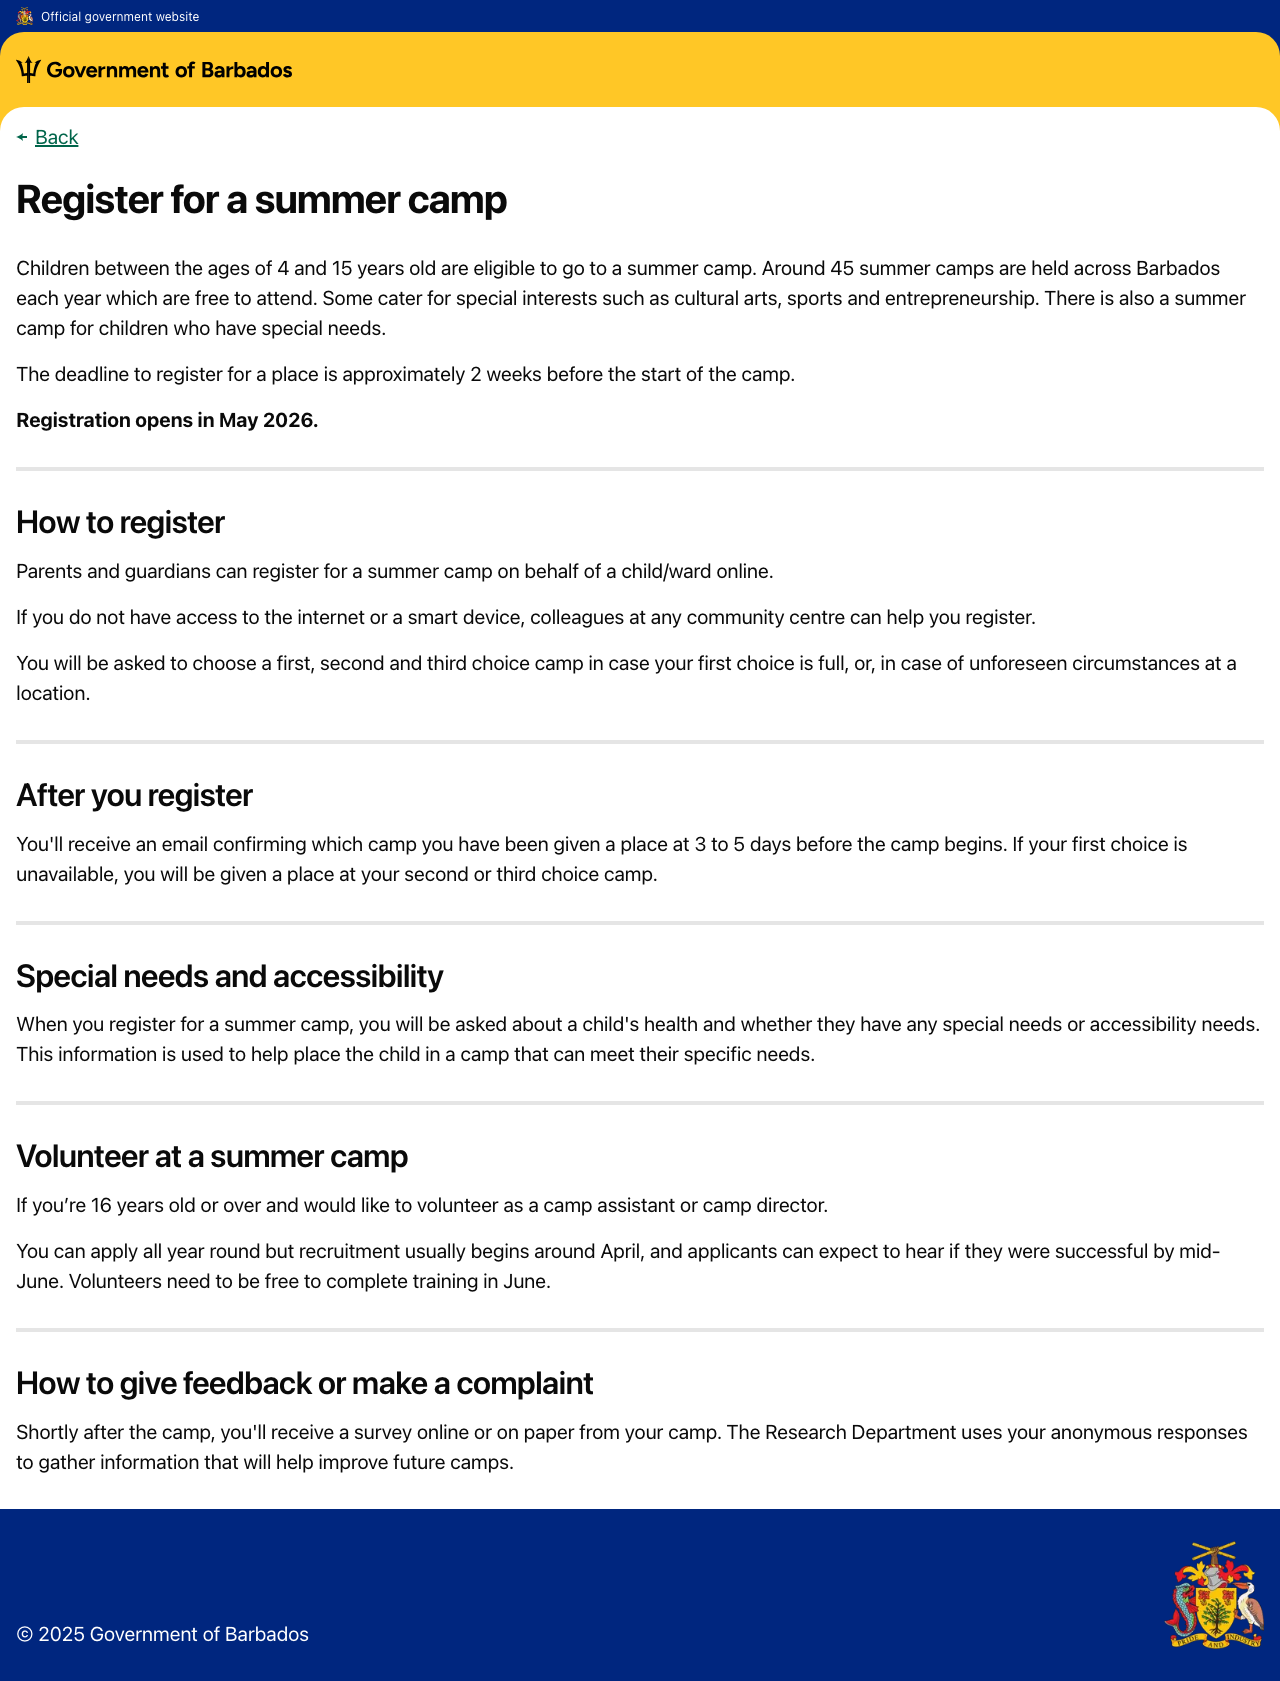 Official government website
Government of Barbados
Back
Register for a summer camp
Children between the ages of 4 and 15 years old are eligible to go to a summer camp. Around 45 summer camps are held across Barbados
each year which are free to attend. Some cater for special interests such as cultural arts, sports and entrepreneurship. There is also a summer
camp for children who have special needs.
The deadline to register for a place is approximately 2 weeks before the start of the camp.
Registration opens in May 2026.
How to register
Parents and guardians can register for a summer camp on behalf of a child/ward online.
If you do not have access to the internet or a smart device, colleagues at any community centre can help you register.
You will be asked to choose a first, second and third choice camp in case your first choice is full, or, in case of unforeseen circumstances at a
location.
After you register
You'll receive an email confirming which camp you have been given a place at 3 to 5 days before the camp begins. If your first choice is
unavailable, you will be given a place at your second or third choice camp.
Special needs and accessibility
When you register for a summer camp, you will be asked about a child's health and whether they have any special needs or accessibility needs.
This information is used to help place the child in a camp that can meet their specific needs.
Volunteer at a summer camp
If you’re 16 years old or over and would like to volunteer as a camp assistant or camp director.
You can apply all year round but recruitment usually begins around April, and applicants can expect to hear if they were successful by mid-
June. Volunteers need to be free to complete training in June.
How to give feedback or make a complaint
Shortly after the camp, you'll receive a survey online or on paper from your camp. The Research Department uses your anonymous responses
to gather information that will help improve future camps.
© 2025 Government of Barbados
PRIDE AND INDUSTRY